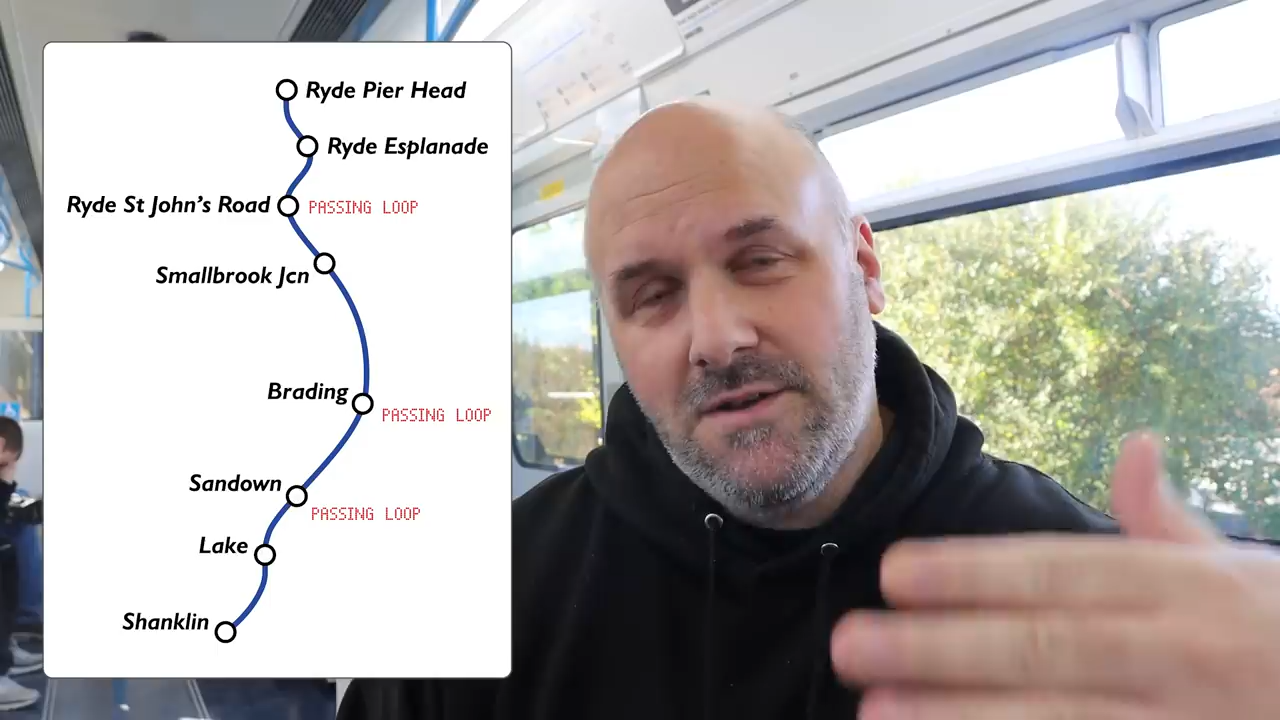 Ryde Pier Head
Ryde Esplanade
Ryde St John's Road
PASSING LOOP
Smallbrook Jcn
Brading
PASSING LOOP
Sandown
PASSING LOOP
Lake
Shanklin